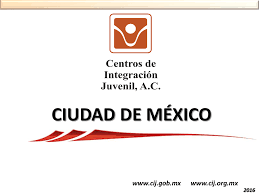 Centros de
Integración
Juvenil, A.C.
CIUDAD DE MÉXICO
www.cij.gob.mx www.cij.org.mx
2016